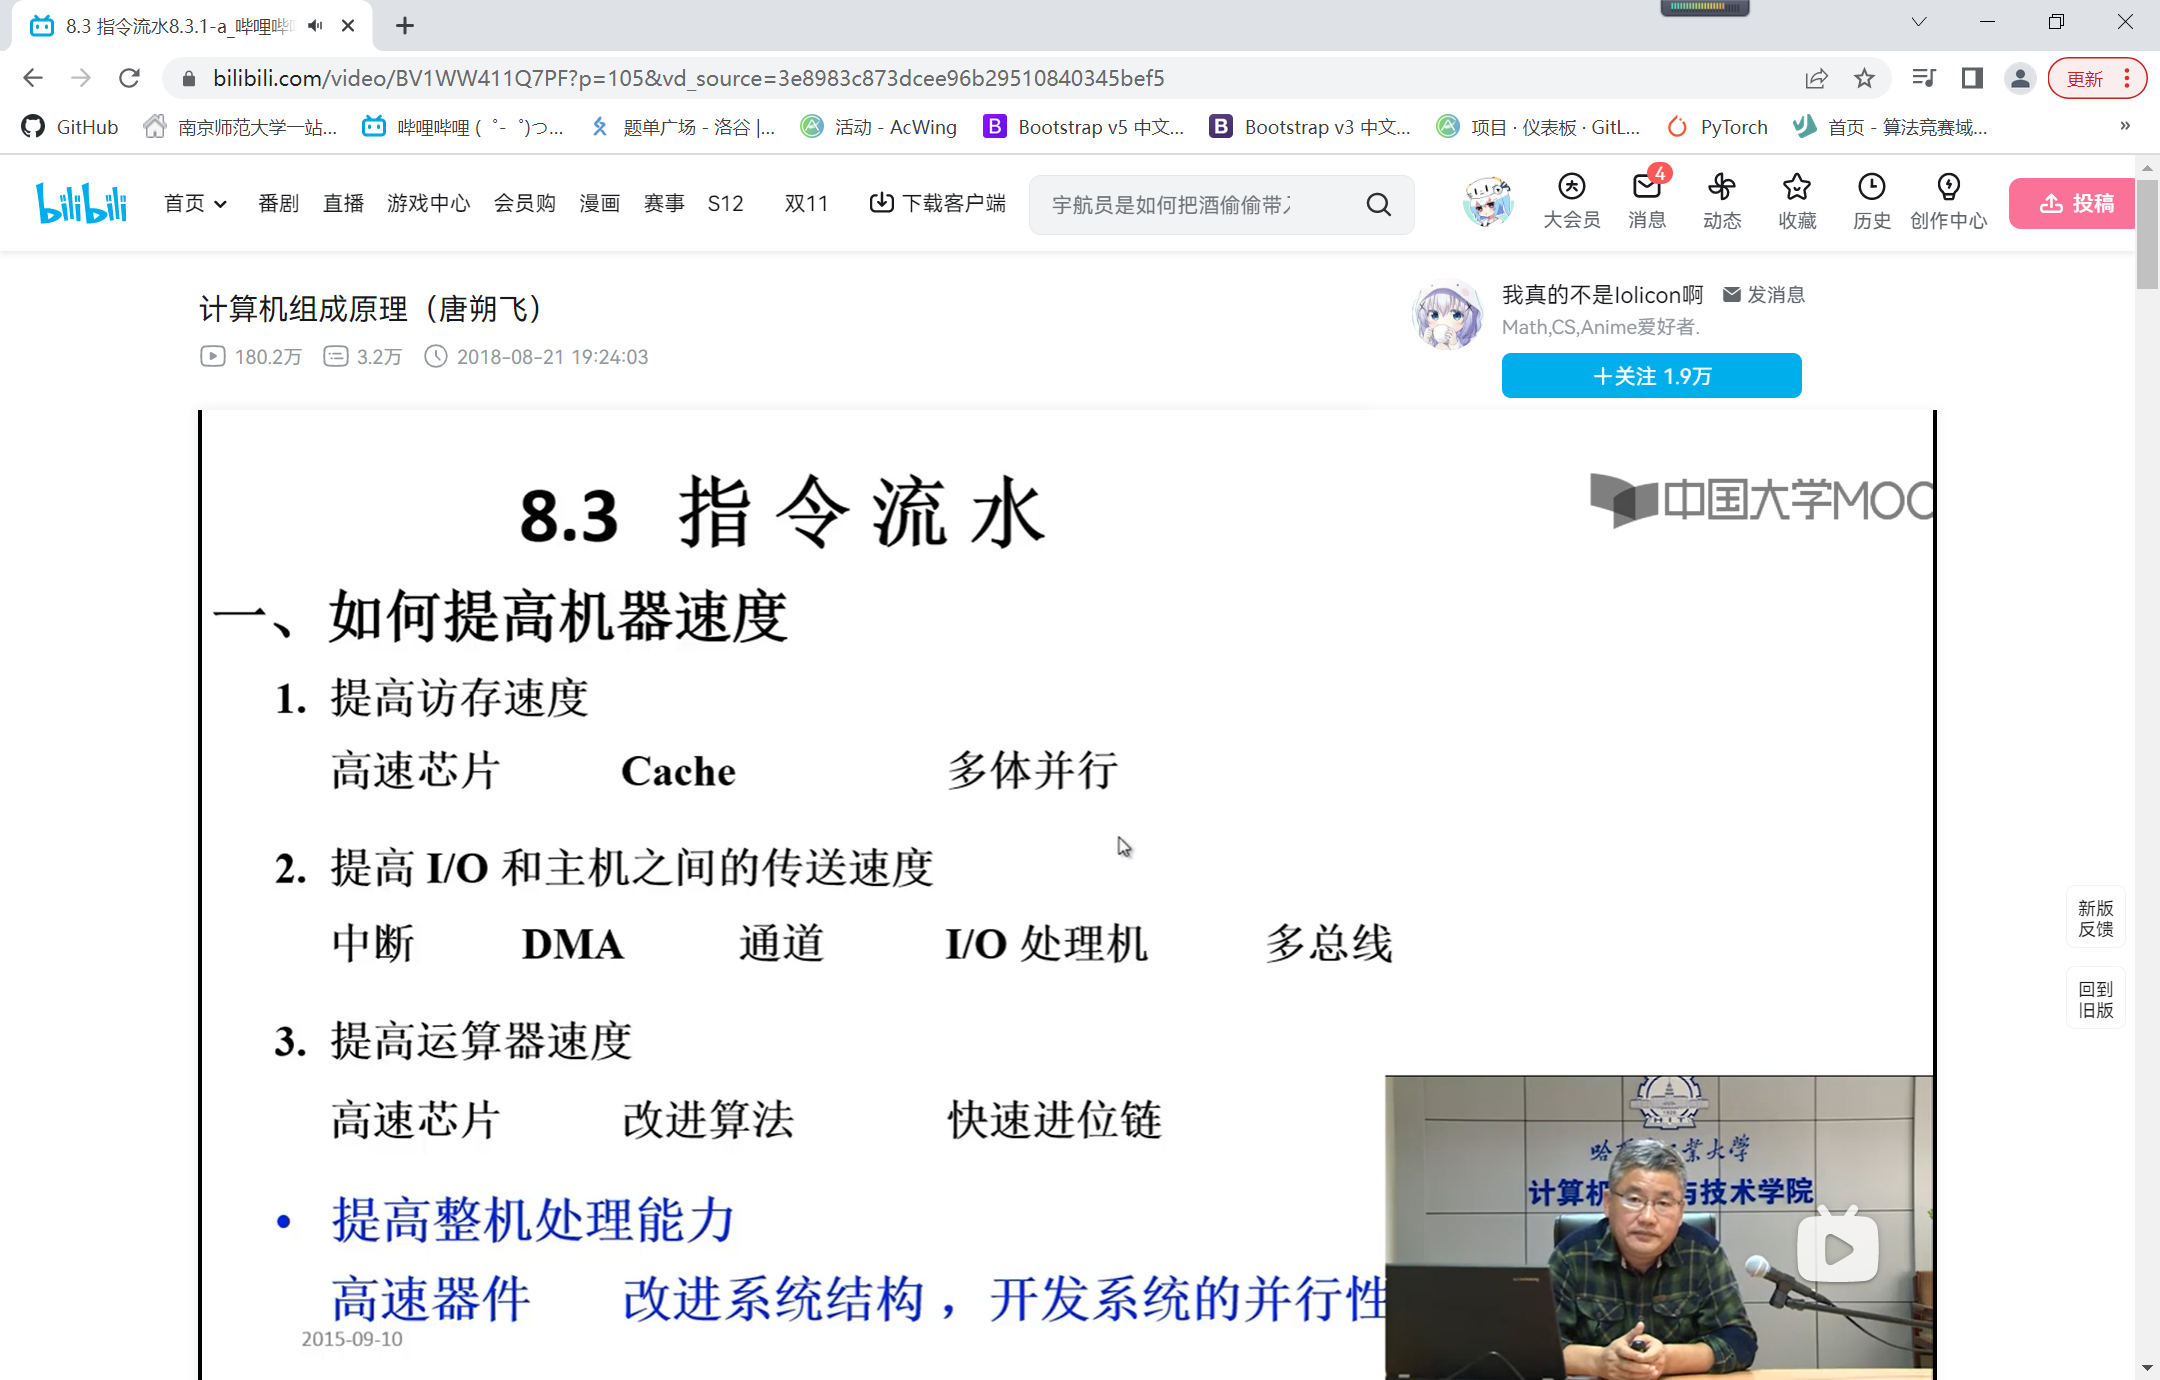 8.3 指令流水8.3.1-a_哔哩哔
bilibili.com/video/BV1WW411Q7PF?p=105&vd_source=3e8983c873dcee96b29510840345bef5
更新
GitHub 南京师范大学一站... 哔哩哔哩 ( ゜- ゜)つ... 题单广场 - 洛谷 |... 活动 - AcWing Bootstrap v5 中文... Bootstrap v3 中文... 项目 · 仪表板 · GitL... PyTorch 首页 - 算法竞赛域... »
bilibili 首页 番剧 直播 游戏中心 会员购 漫画 赛事 S12 双11 下载客户端 宇航员是如何把酒偷偷带 大会员 4 消息 动态 收藏 历史 创作中心 投稿
计算机组成原理（唐朔飞）
180.2万 3.2万 2018-08-21 19:24:03
我真的不是lolicon啊 发消息
Math,CS,Anime爱好者.
+关注 1.9万
8.3 指令流水
中国大学MOO
一、如何提高机器速度
1. 提高访存速度
高速芯片 Cache 多体并行
2. 提高 I/O 和主机之间的传送速度
中断 DMA 通道 I/O 处理机 多总线
3. 提高运算器速度
高速芯片 改进算法 快速进位链
• 提高整机处理能力
高速器件 改进系统结构 ，开发系统的并行性
2015-09-10
HIT
哈 业大学
计算机 与技术学院
新版
反馈
回到
旧版